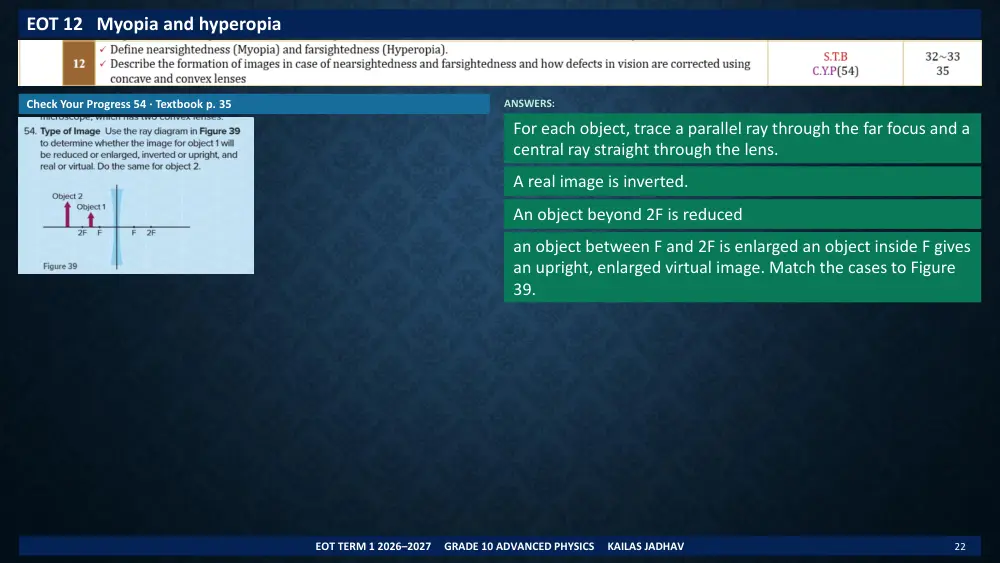 EOT 12 Myopia and hyperopia
12
✓ Define nearsightedness (Myopia) and farsightedness (Hyperopia).
✓ Describe the formation of images in case of nearsightedness and farsightedness and how defects in vision are corrected using
concave and convex lenses
S.T.B
C.Y.P(54)
32~33
35
Check Your Progress 54 · Textbook p. 35
microscope, which has two convex lenses.
54. Type of Image Use the ray diagram in Figure 39
to determine whether the image for object 1 will
be reduced or enlarged, inverted or upright, and
real or virtual. Do the same for object 2.
Object 2
Object 1
2F F F 2F
Figure 39
ANSWERS:
For each object, trace a parallel ray through the far focus and a
central ray straight through the lens.
A real image is inverted.
An object beyond 2F is reduced
an object between F and 2F is enlarged an object inside F gives
an upright, enlarged virtual image. Match the cases to Figure
39.
EOT TERM 1 2026–2027 GRADE 10 ADVANCED PHYSICS KAILAS JADHAV
22